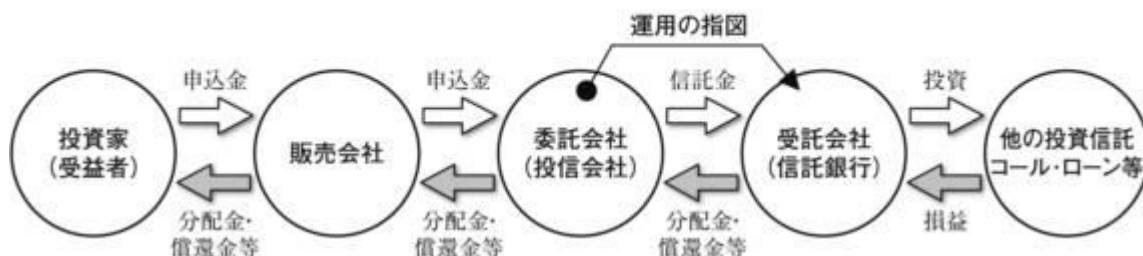 運用の指図
申込金
申込金
信託金
投資
投資家
(受益者)
販売会社
委託会社
(投信会社)
受託会社
(信託銀行)
他の投資信託
コール・ローン等
分配金・
償還金等
分配金・
償還金等
分配金・
償還金等
損益